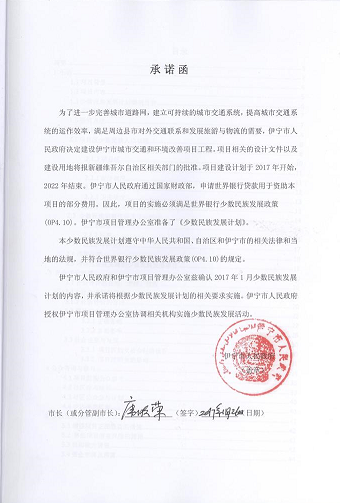 承诺函
为了进一步完善城市道路网，建立可持续的城市交通系统，提高城市交通系
统的运作效率，满足周边县市对外交通联系和发展旅游与物流的需要，伊宁市人
民政府决定建设伊宁市城市交通和环境改善项目工程。项目相关的设计文件以及
建设用地将报新疆维吾尔自治区相关部门的批准。项目建设计划于 2017 年开始，
2022 年结束。伊宁市人民政府通过国家财政部，申请世界银行贷款用于资助本
项目的部分费用。因此，项目的实施必须满足世界银行少数民族发展政策
(OP4.10)。伊宁市项目管理办公室准备了《少数民族发展计划》。
本少数民族发展计划遵守中华人民共和国、自治区和伊宁市的相关法律和当
地的法规，并符合世界银行少数民族政策(OP4.10)的规定。
伊宁市人民政府和伊宁市项目管理办公室兹确认 2017 年 1 月少数民族发展
计划的内容，并承诺将根据少数民族发展计划的相关要求实施。伊宁市人民政府
授权伊宁市项目管理办公室协调相关机构实施少数民族发展活动。
伊宁市人民政府
市长（或分管副市长）： （签字） 2017年1月 日期）